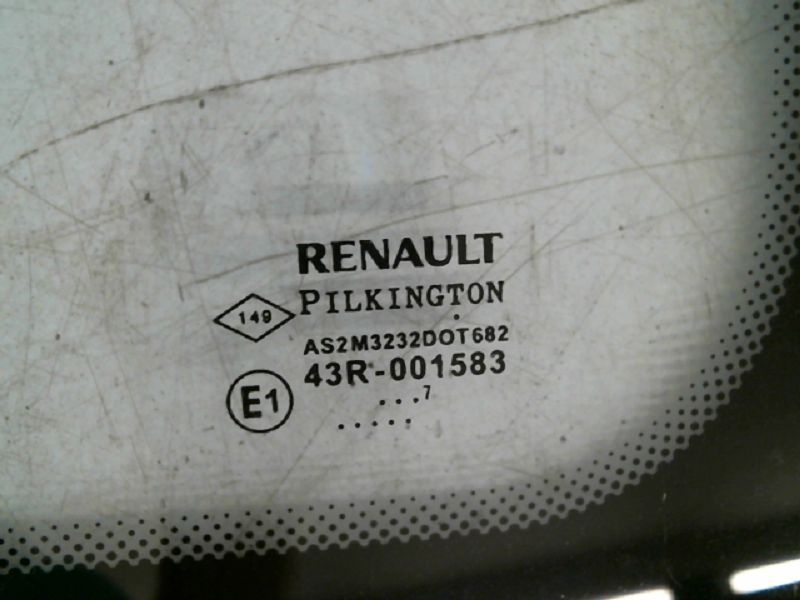 RENAULT
149 PILKINGTON
AS2M3232DOT682
43R-001583
E1
...7
.....